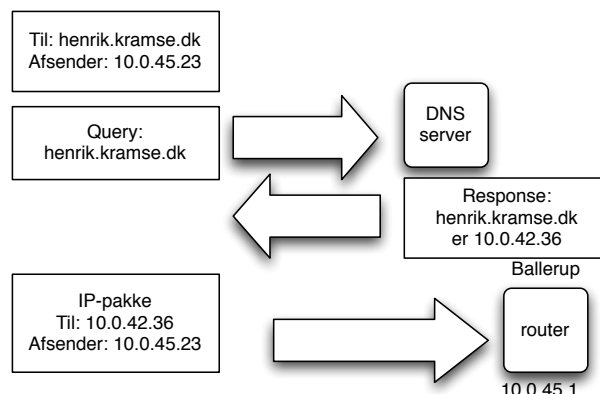 Til: henrik.kramse.dk
Afsender: 10.0.45.23
Query:
henrik.kramse.dk
DNS
server
Response:
henrik.kramse.dk
er 10.0.42.36
Ballerup
IP-pakke
Til: 10.0.42.36
Afsender: 10.0.45.23
router
10.0.45.1